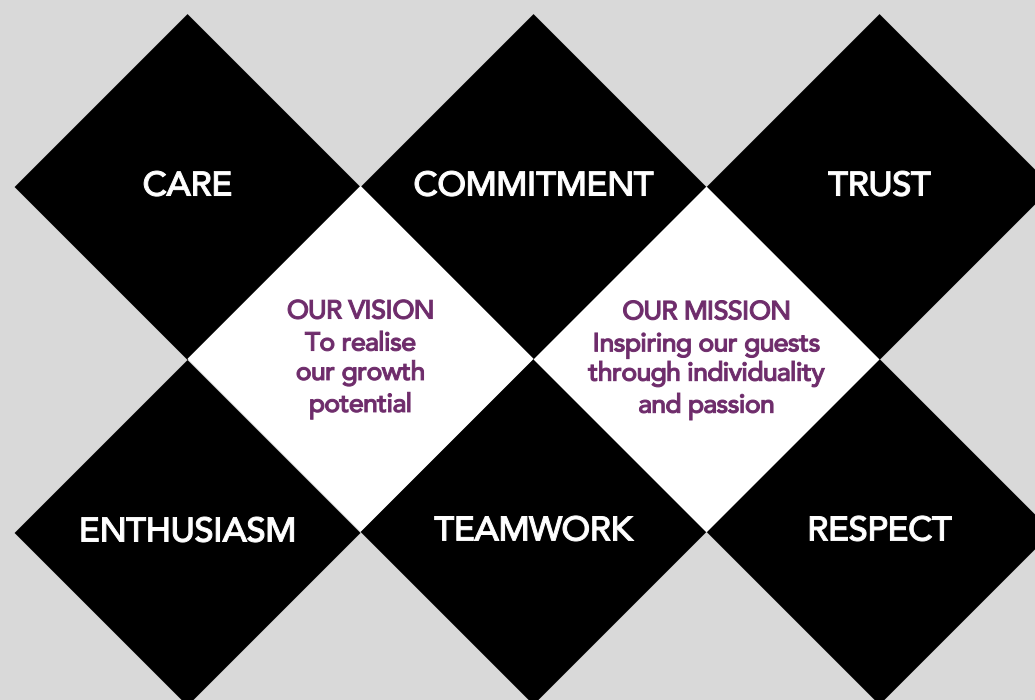 CARE
COMMITMENT
TRUST
OUR VISION
To realise
our growth
potential
OUR MISSION
Inspiring our guests
through individuality
and passion
ENTHUSIASM
TEAMWORK
RESPECT